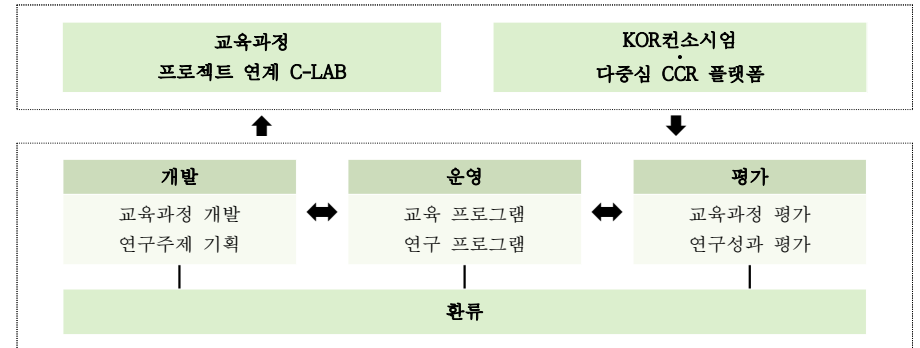 교육과정
프로젝트 연계 C-LAB
KOR컨소시엄
·
다중심 CCR 플랫폼
개발
교육과정 개발
연구주제 기획
운영
교육 프로그램
연구 프로그램
평가
교육과정 평가
연구성과 평가
환류